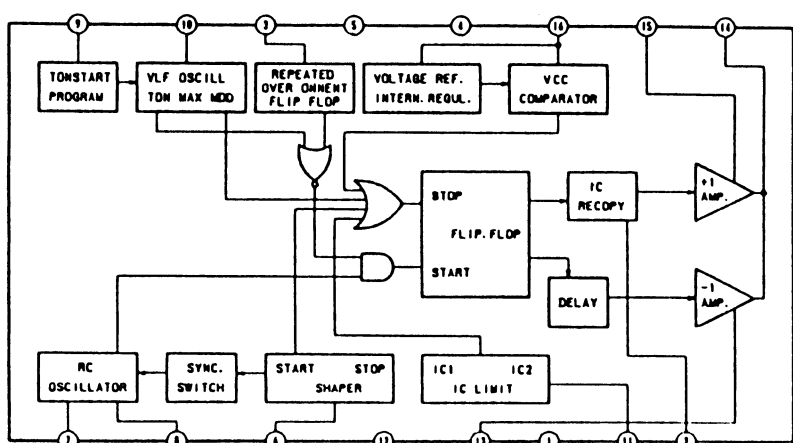 9 10 3 5 4 16 15 14
TONSTART
PROGRAM
VLF OSCILL
TON MAX MDD
REPEATED
OVER ONNENT
FLIP FLOP
VOLTAGE REF.
INTERN. REGUL.
VCC
COMPARATOR
STOP
FLIP.FLOP
START
IC
RECOPY
+1
AMP.
DELAY
-1
AMP.
RC
OSCILLATOR
SYNC.
SWITCH
START STOP
SHAPER
IC1 IC2
IC LIMIT
7 8 6 12 13 1 11